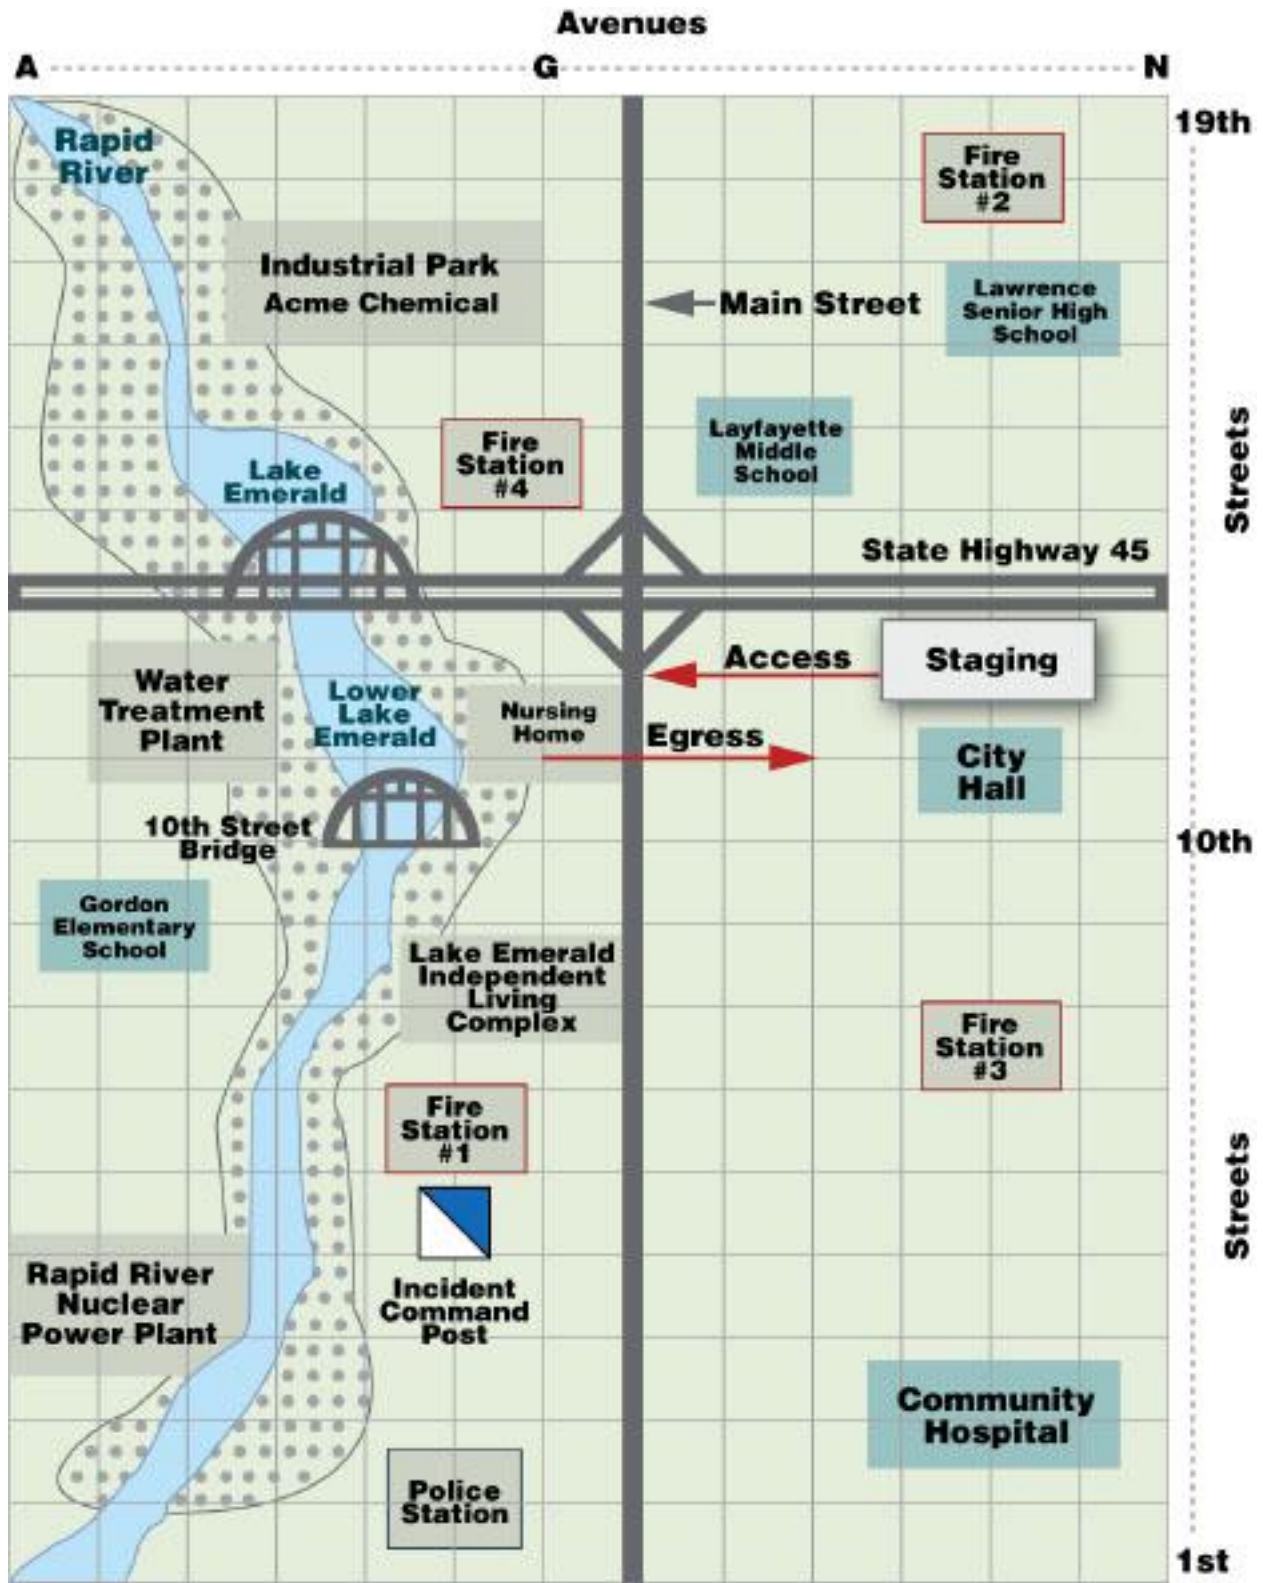 Avenues
A G N
19th
Rapid
River
Fire
Station
#2
Industrial Park
Acme Chemical
Main Street
Lawrence
Senior High
School
Streets
Layfayette
Middle
School
Fire
Station
#4
Lake
Emerald
State Highway 45
Access
Staging
Water
Treatment
Plant
Lower
Lake
Emerald
Nursing
Home
Egress
City
Hall
10th Street
Bridge
10th
Gordon
Elementary
School
Lake Emerald
Independent
Living
Complex
Fire
Station
#3
Fire
Station
#1
Streets
Rapid River
Nuclear
Power Plant
Incident
Command
Post
Community
Hospital
Police
Station
1st